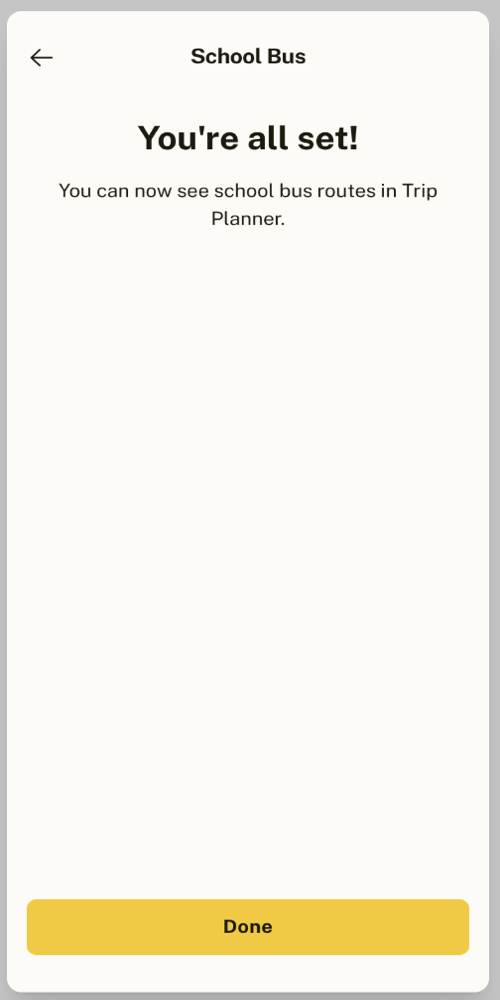 School Bus
You're all set!
You can now see school bus routes in Trip
Planner.
Done